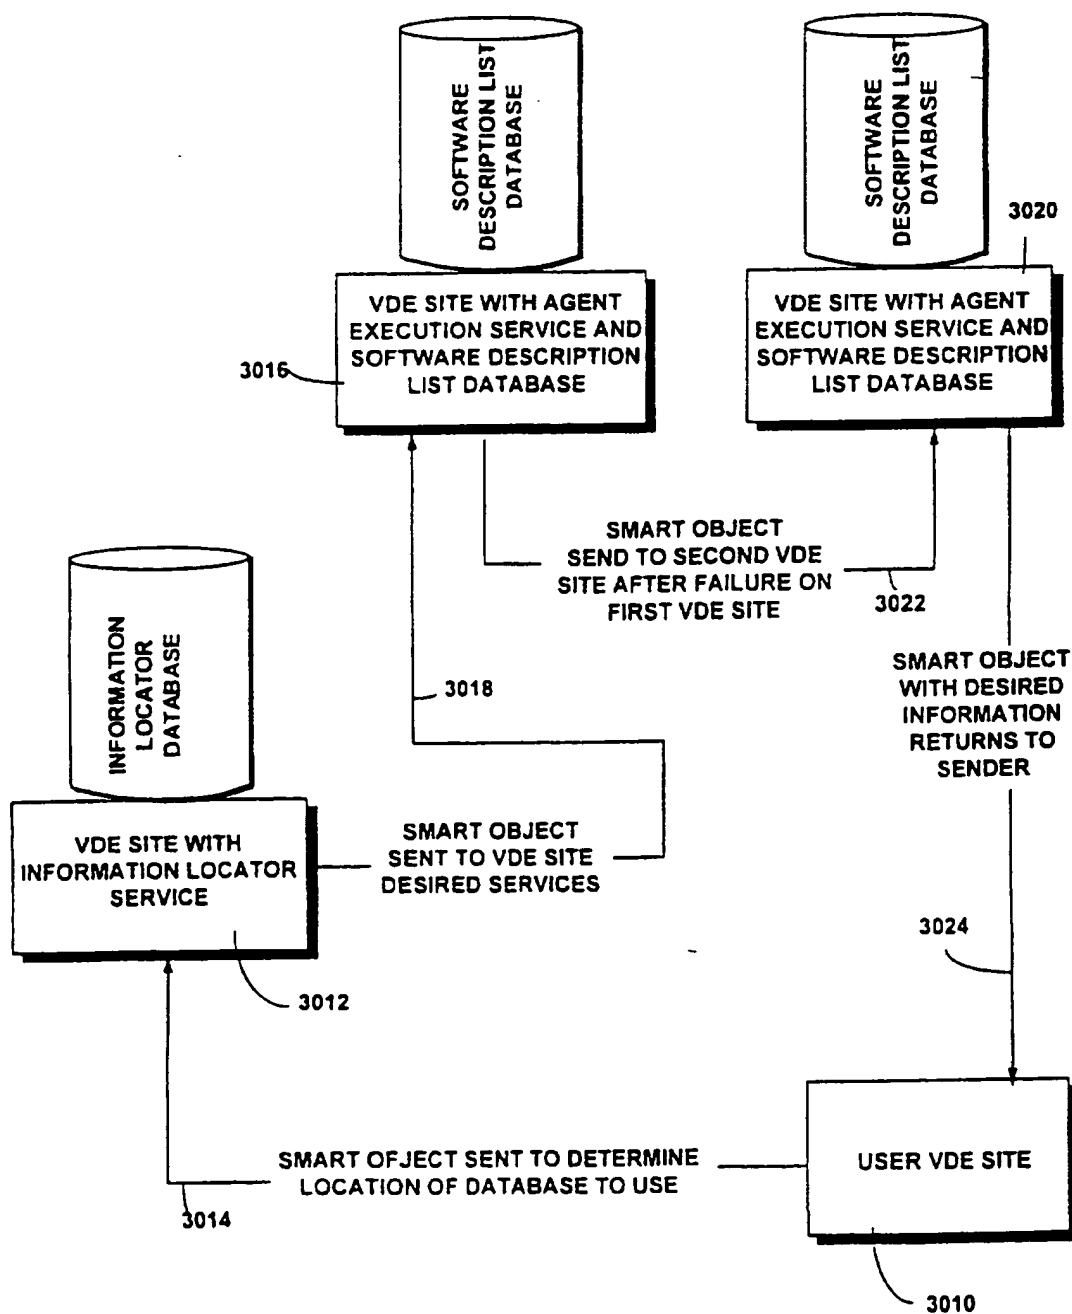 SOFTWARE
DESCRIPTION LIST
DATABASE
SOFTWARE
DESCRIPTION LIST
DATABASE
3020
VDE SITE WITH AGENT
EXECUTION SERVICE AND
SOFTWARE DESCRIPTION
LIST DATABASE
3016
VDE SITE WITH AGENT
EXECUTION SERVICE AND
SOFTWARE DESCRIPTION
LIST DATABASE
SMART OBJECT
SEND TO SECOND VDE
SITE AFTER FAILURE ON
FIRST VDE SITE
3022
INFORMATION
LOCATOR
DATABASE
3018
SMART OBJECT
WITH DESIRED
INFORMATION
RETURNS TO
SENDER
VDE SITE WITH
INFORMATION LOCATOR
SERVICE
SMART OBJECT
SENT TO VDE SITE
DESIRED SERVICES
3024
3012
SMART OFJECT SENT TO DETERMINE
LOCATION OF DATABASE TO USE
3014
USER VDE SITE
3010